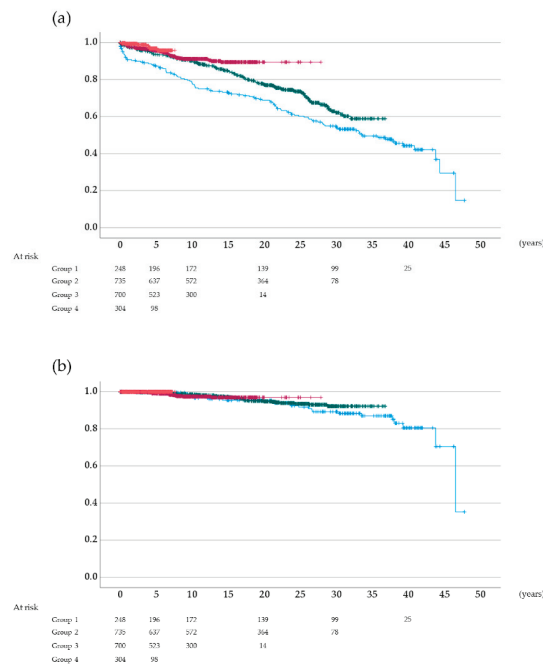 (a)
1.0
0.8
0.6
0.4
0.2
0.0
0 5 10 15 20 25 30 35 40 45 50 (years)
At risk
Group 1 248 196 172 139 99 25
Group 2 735 637 572 364 78
Group 3 700 523 300 14
Group 4 304 98
(b)
1.0
0.8
0.6
0.4
0.2
0.0
0 5 10 15 20 25 30 35 40 45 50 (years)
At risk
Group 1 248 196 172 139 99 25
Group 2 735 637 572 364 78
Group 3 700 523 300 14
Group 4 304 98